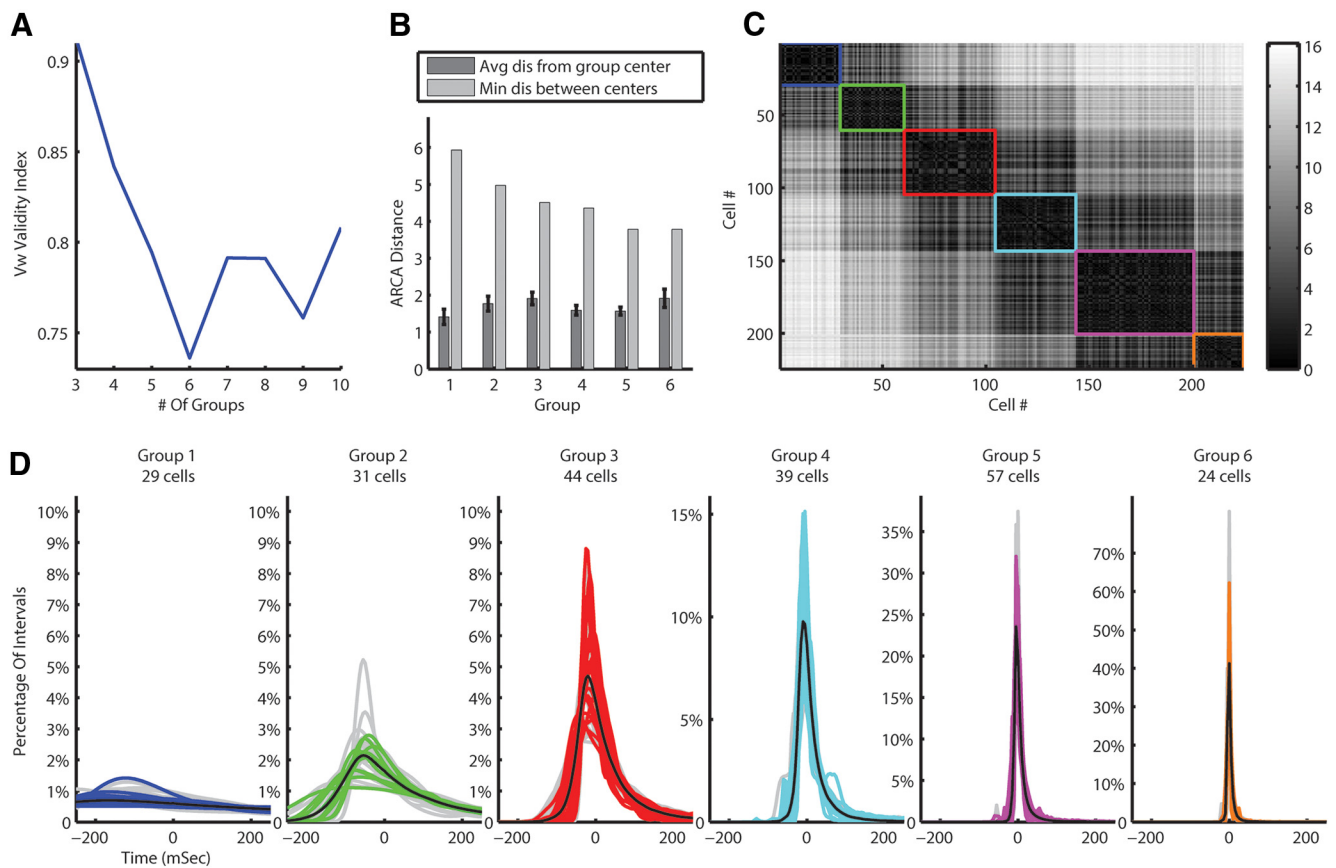 A
0.9
0.85
0.8
0.75
Vw Validity Index
3 4 5 6 7 8 9 10
# Of Groups
B
Avg dis from group center
Min dis between centers
6
5
4
3
2
1
0
ARCA Distance
1 2 3 4 5 6
Group
C
50
100
150
200
Cell #
50 100 150 200
Cell #
16
14
12
10
8
6
4
2
0
D
Percentage Of Intervals
Group 1
29 cells
10%
9%
8%
7%
6%
5%
4%
3%
2%
1%
0
−200 0 200
Time (mSec)
Group 2
31 cells
10%
9%
8%
7%
6%
5%
4%
3%
2%
1%
0
−200 0 200
Group 3
44 cells
10%
9%
8%
7%
6%
5%
4%
3%
2%
1%
0
−200 0 200
Group 4
39 cells
15%
10%
5%
0
−200 0 200
Group 5
57 cells
35%
30%
25%
20%
15%
10%
5%
0
−200 0 200
Group 6
24 cells
70%
60%
50%
40%
30%
20%
10%
0
−200 0 200